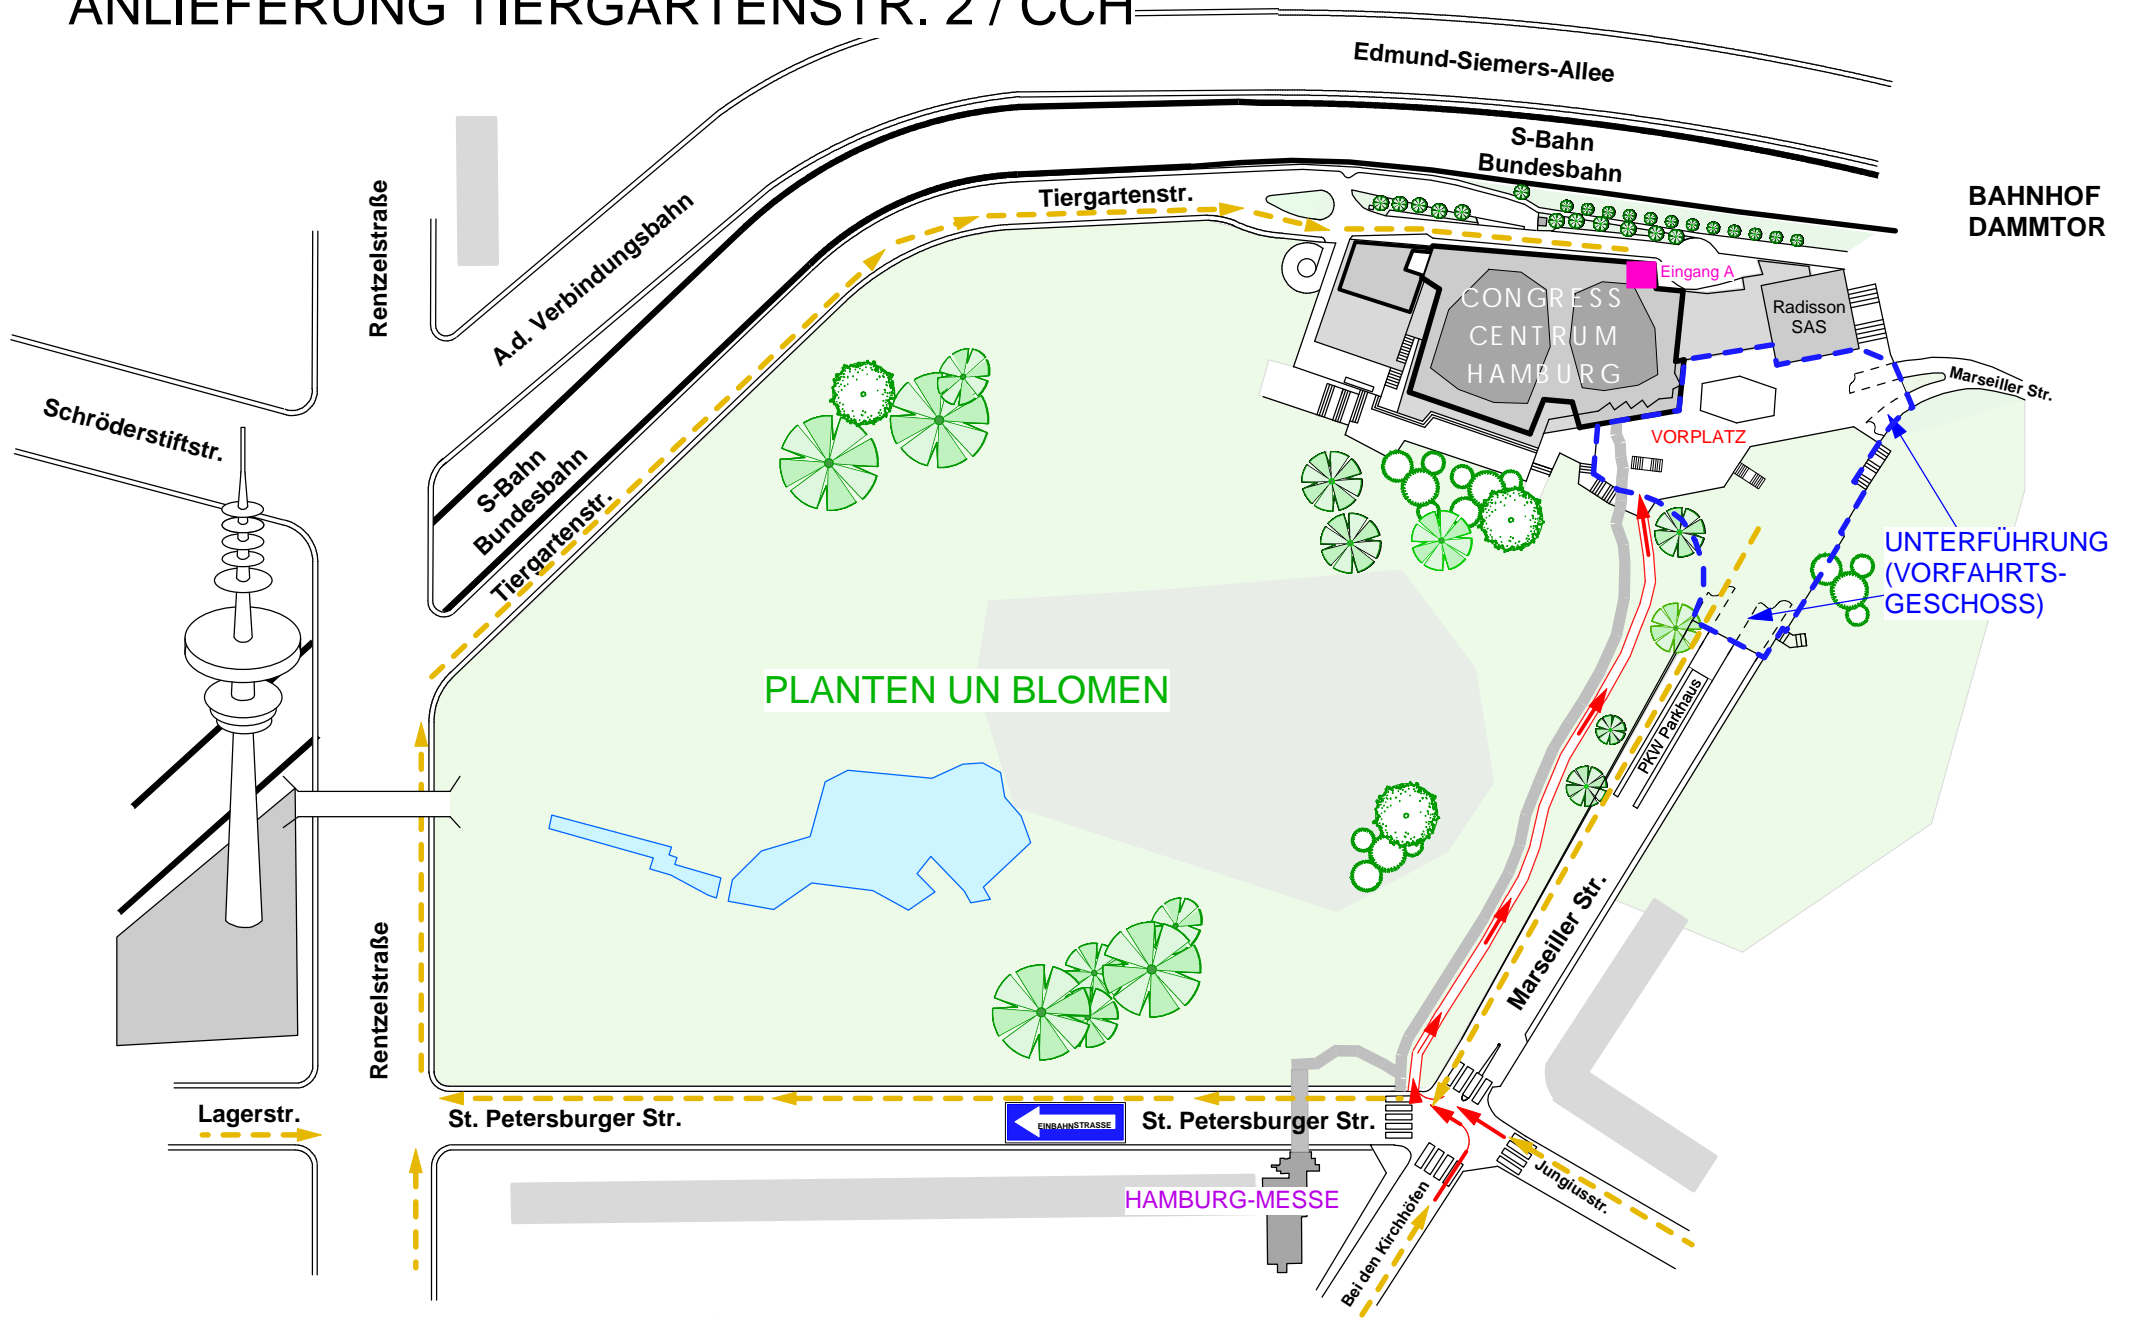 ANLIEFERUNG TIERGARTENSTR. 2 / CCH
Edmund-Siemers-Allee
S-Bahn
Bundesbahn
BAHNHOF
DAMMTOR
Tiergartenstr.
Rentzelstraße
A.d. Verbindungsbahn
Eingang A
CONGRESS
CENTRUM
HAMBURG
Radisson
SAS
Marseiller Str.
Schröderstiftstr.
VORPLATZ
S-Bahn
Bundesbahn
Tiergartenstr.
UNTERFÜHRUNG
(VORFAHRTS-
GESCHOSS)
PLANTEN UN BLOMEN
PKW Parkhaus
Marseiller Str.
Rentzelstraße
Lagerstr.
St. Petersburger Str.
EINBAHNSTRASSE
St. Petersburger Str.
Jungiusstr.
HAMBURG-MESSE
Bei den Kirchhöfen